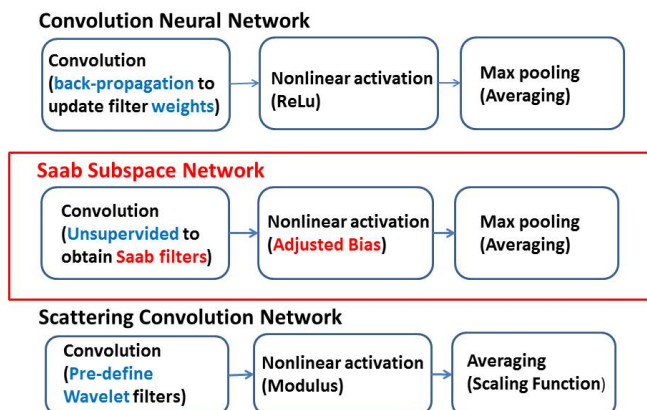 Convolution Neural Network
Convolution
(back-propagation to
update filter weights)
Nonlinear activation
(ReLu)
Max pooling
(Averaging)
Saab Subspace Network
Convolution
(Unsupervided to
obtain Saab filters)
Nonlinear activation
(Adjusted Bias)
Max pooling
(Averaging)
Scattering Convolution Network
Convolution
(Pre-define
Wavelet filters)
Nonlinear activation
(Modulus)
Averaging
(Scaling Function)